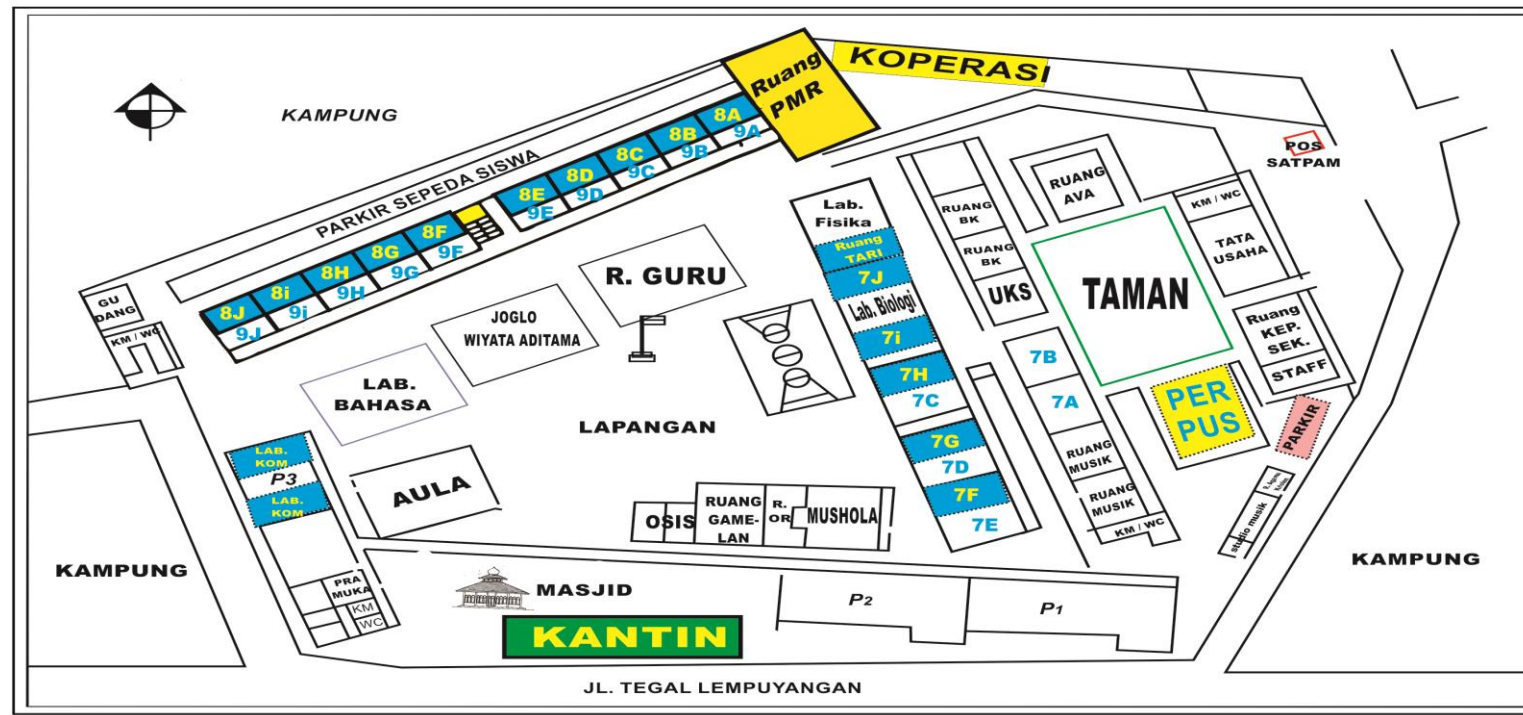 KOPERASI
Ruang
PMR
KAMPUNG
PARKIR SEPEDA SISWA
8A
9A
8B
9B
8C
9C
8D
9D
8E
9E
8F
9F
8G
9G
8H
9H
8i
9i
8J
9J
POS
SATPAM
GU
DANG
KM / WC
R. GURU
JOGLO
WIYATA ADITAMA
LAB.
BAHASA
LAPANGAN
AULA
LAB.
KOM
P3
LAB.
KOM
PRA
MUKA
KM
WC
KAMPUNG
Lab.
Fisika
Ruang
TARI
7J
Lab. Biologi
7i
7H
7C
7G
7D
7F
7E
RUANG
BK
RUANG
BK
UKS
RUANG
AVA
TAMAN
KM / WC
TATA
USAHA
Ruang
KEP.
SEK.
STAFF
7B
7A
RUANG
MUSIK
RUANG
MUSIK
KM / WC
PER
PUS
PARKIR
studio musik
KAMPUNG
OSIS
RUANG
GAME-
LAN
R.
OR
MUSHOLA
MASJID
KANTIN
P2
P1
JL. TEGAL LEMPUYANGAN